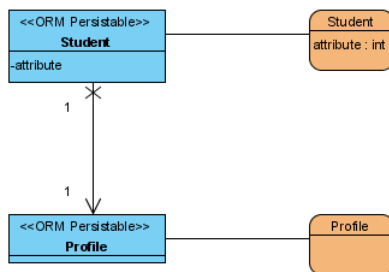 <<ORM Persistable>>
Student
-attribute
Student
attribute : int
1
1
<<ORM Persistable>>
Profile
Profile